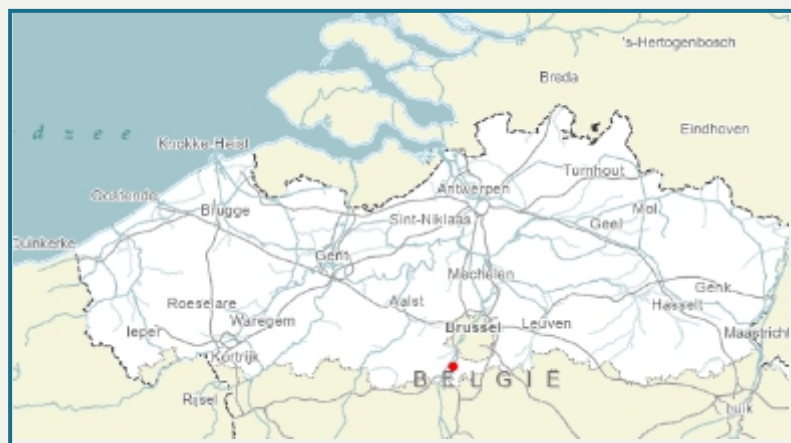 's-Hertogenbosch
Breda
dzee
Eindhoven
Knokke-Heist
Turnhout
Oostende
Antwerpen
Mol
Brugge
Sint-Niklaas
Geel
Duinkerke
Gent
Mechelen
Genk
Roeselare
Aalst
Hasselt
Waregem
Brussel
Leuven
Ieper
Maastricht
Kortrijk
BELGIË
Rijsel
Luik